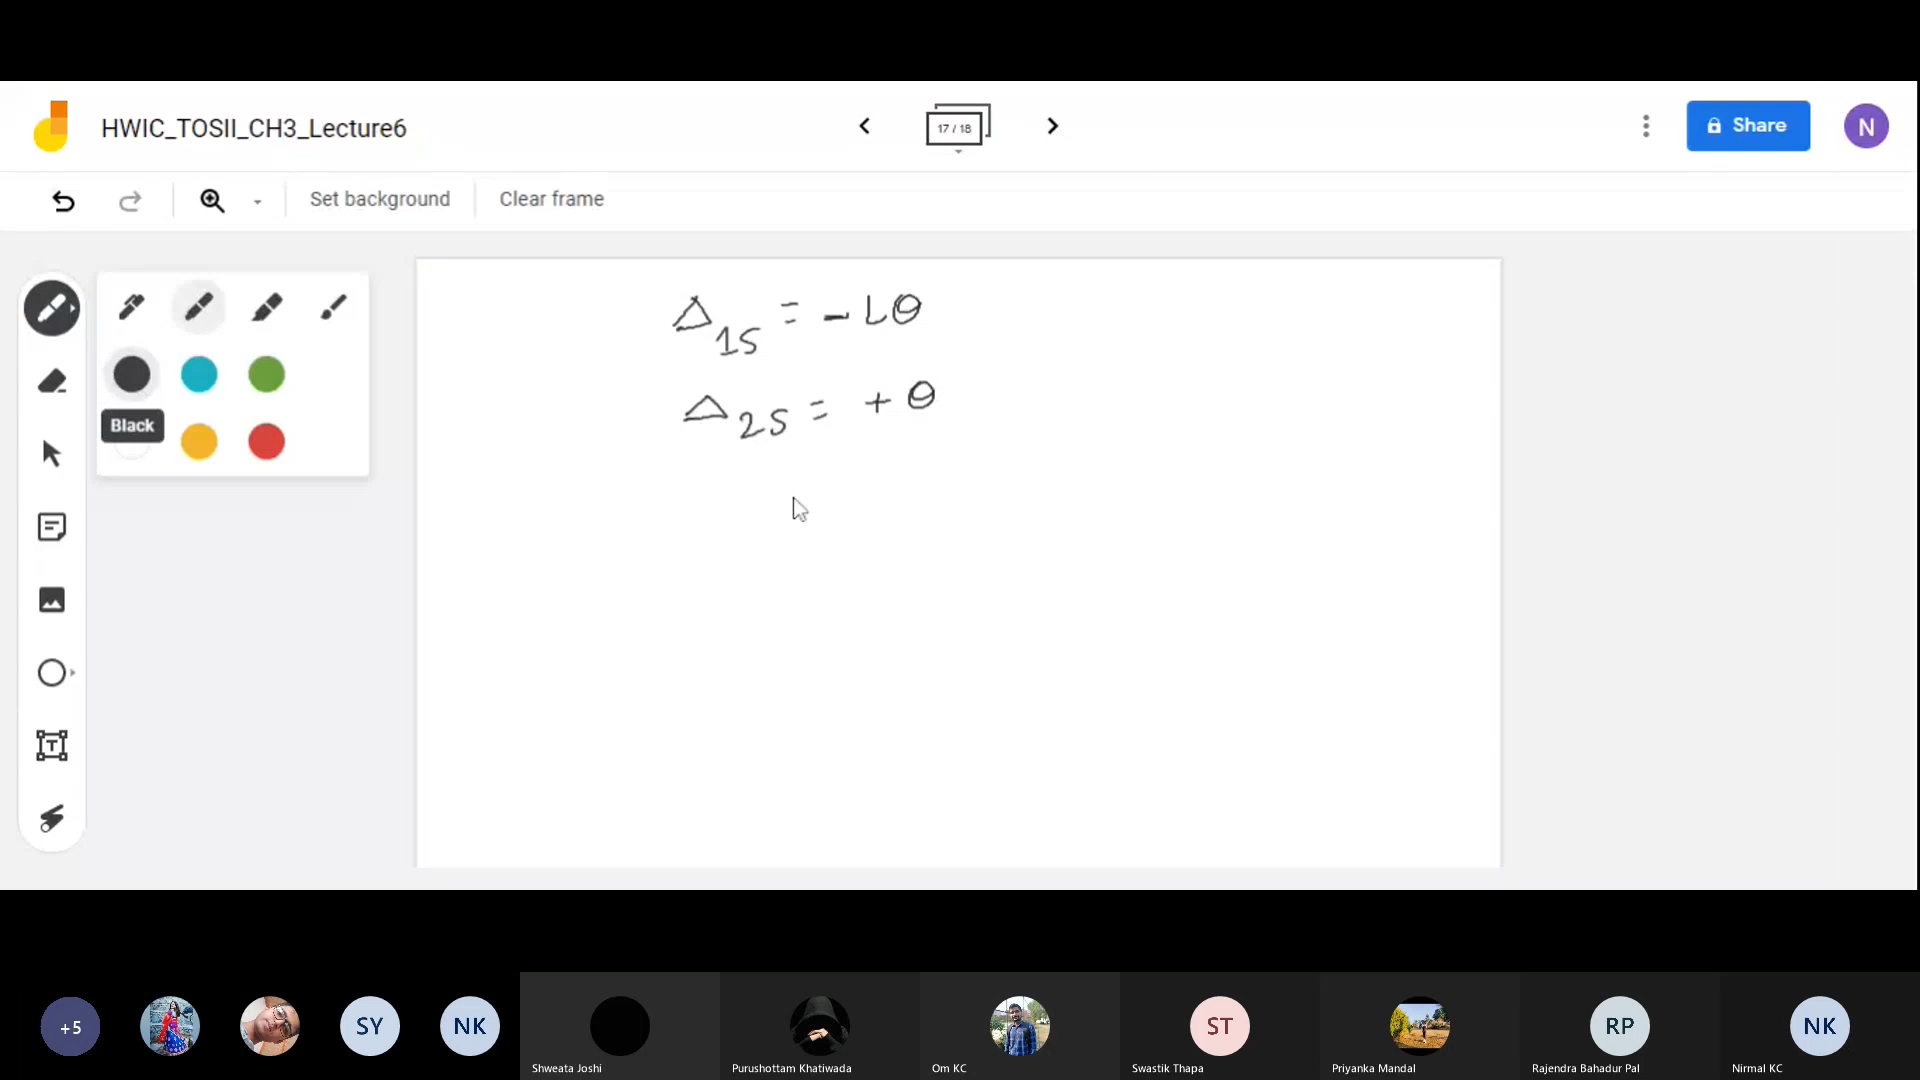 HWIC_TOSII_CH3_Lecture6
17 / 18
Share
N
Set background
Clear frame
Δ₁S = - Lθ
Black
Δ₂S = + θ
+5
SY
NK
ST
RP
NK
Shweata Joshi
Purushottam Khatiwada
Om KC
Swastik Thapa
Priyanka Mandal
Rajendra Bahadur Pal
Nirmal KC